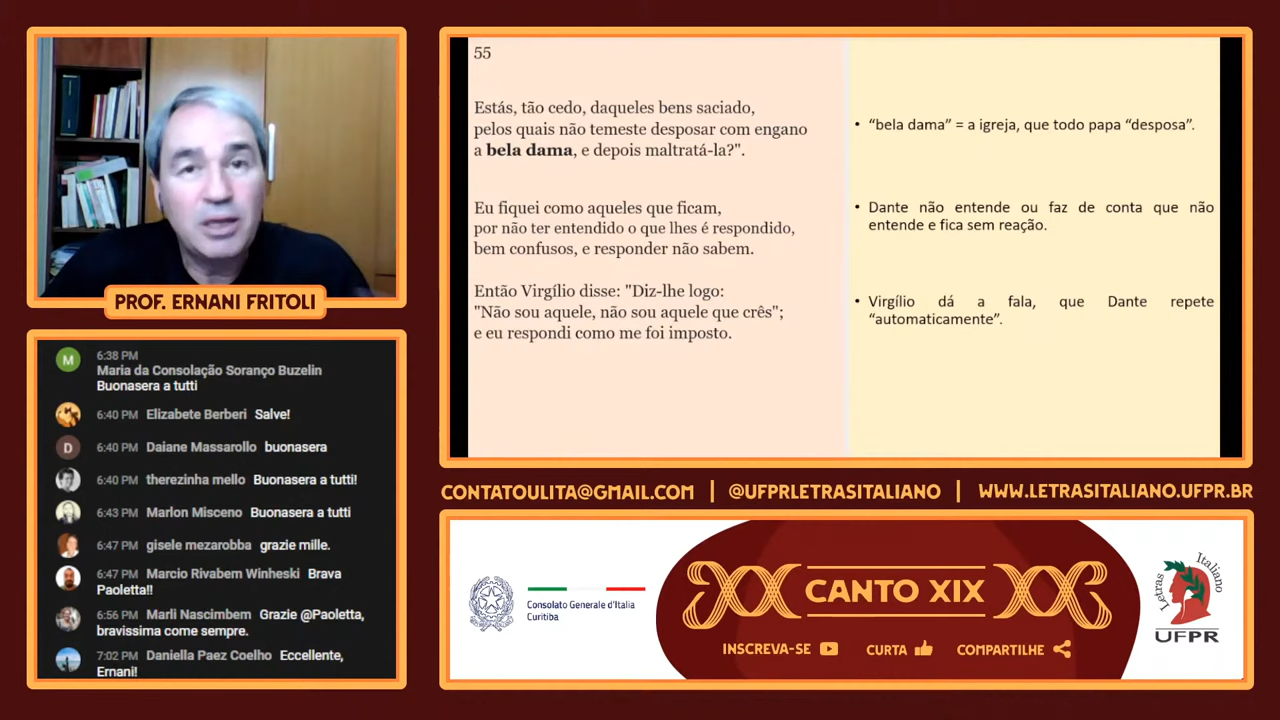 PROF. ERNANI FRITOLI
M
6:38 PM
Maria da Consolação Soranço Buzelin
Buonasera a tutti
6:40 PM Elizabete Berberi Salve!
D
6:40 PM Daiane Massarollo buonasera
6:40 PM therezinha mello Buonasera a tutti!
6:43 PM Marlon Misceno Buonasera a tutti
6:47 PM gisele mezarobba grazie mille.
6:47 PM Marcio Rivabem Winheski Brava
Paoletta!!
6:56 PM Marli Nascimbem Grazie @Paoletta,
bravissima come sempre.
7:02 PM Daniella Paez Coelho Eccellente,
Ernani!
55
Estás, tão cedo, daqueles bens saciado,
pelos quais não temeste desposar com engano
a bela dama, e depois maltratá-la?".
Eu fiquei como aqueles que ficam,
por não ter entendido o que lhes é respondido,
bem confusos, e responder não sabem.
Então Virgílio disse: "Diz-lhe logo:
"Não sou aquele, não sou aquele que crês";
e eu respondi como me foi imposto.
• “bela dama” = a igreja, que todo papa “desposa”.
• Dante não entende ou faz de conta que não
entende e fica sem reação.
• Virgílio dá a fala, que Dante repete
“automaticamente”.
CONTATOULITA@GMAIL.COM | @UFPRLETRASITALIANO | WWW.LETRASITALIANO.UFPR.BR
Consolato Generale d'Italia
Curitiba
CANTO XIX
INSCREVA-SE CURTA COMPARTILHE
Letras Italiano
UFPR